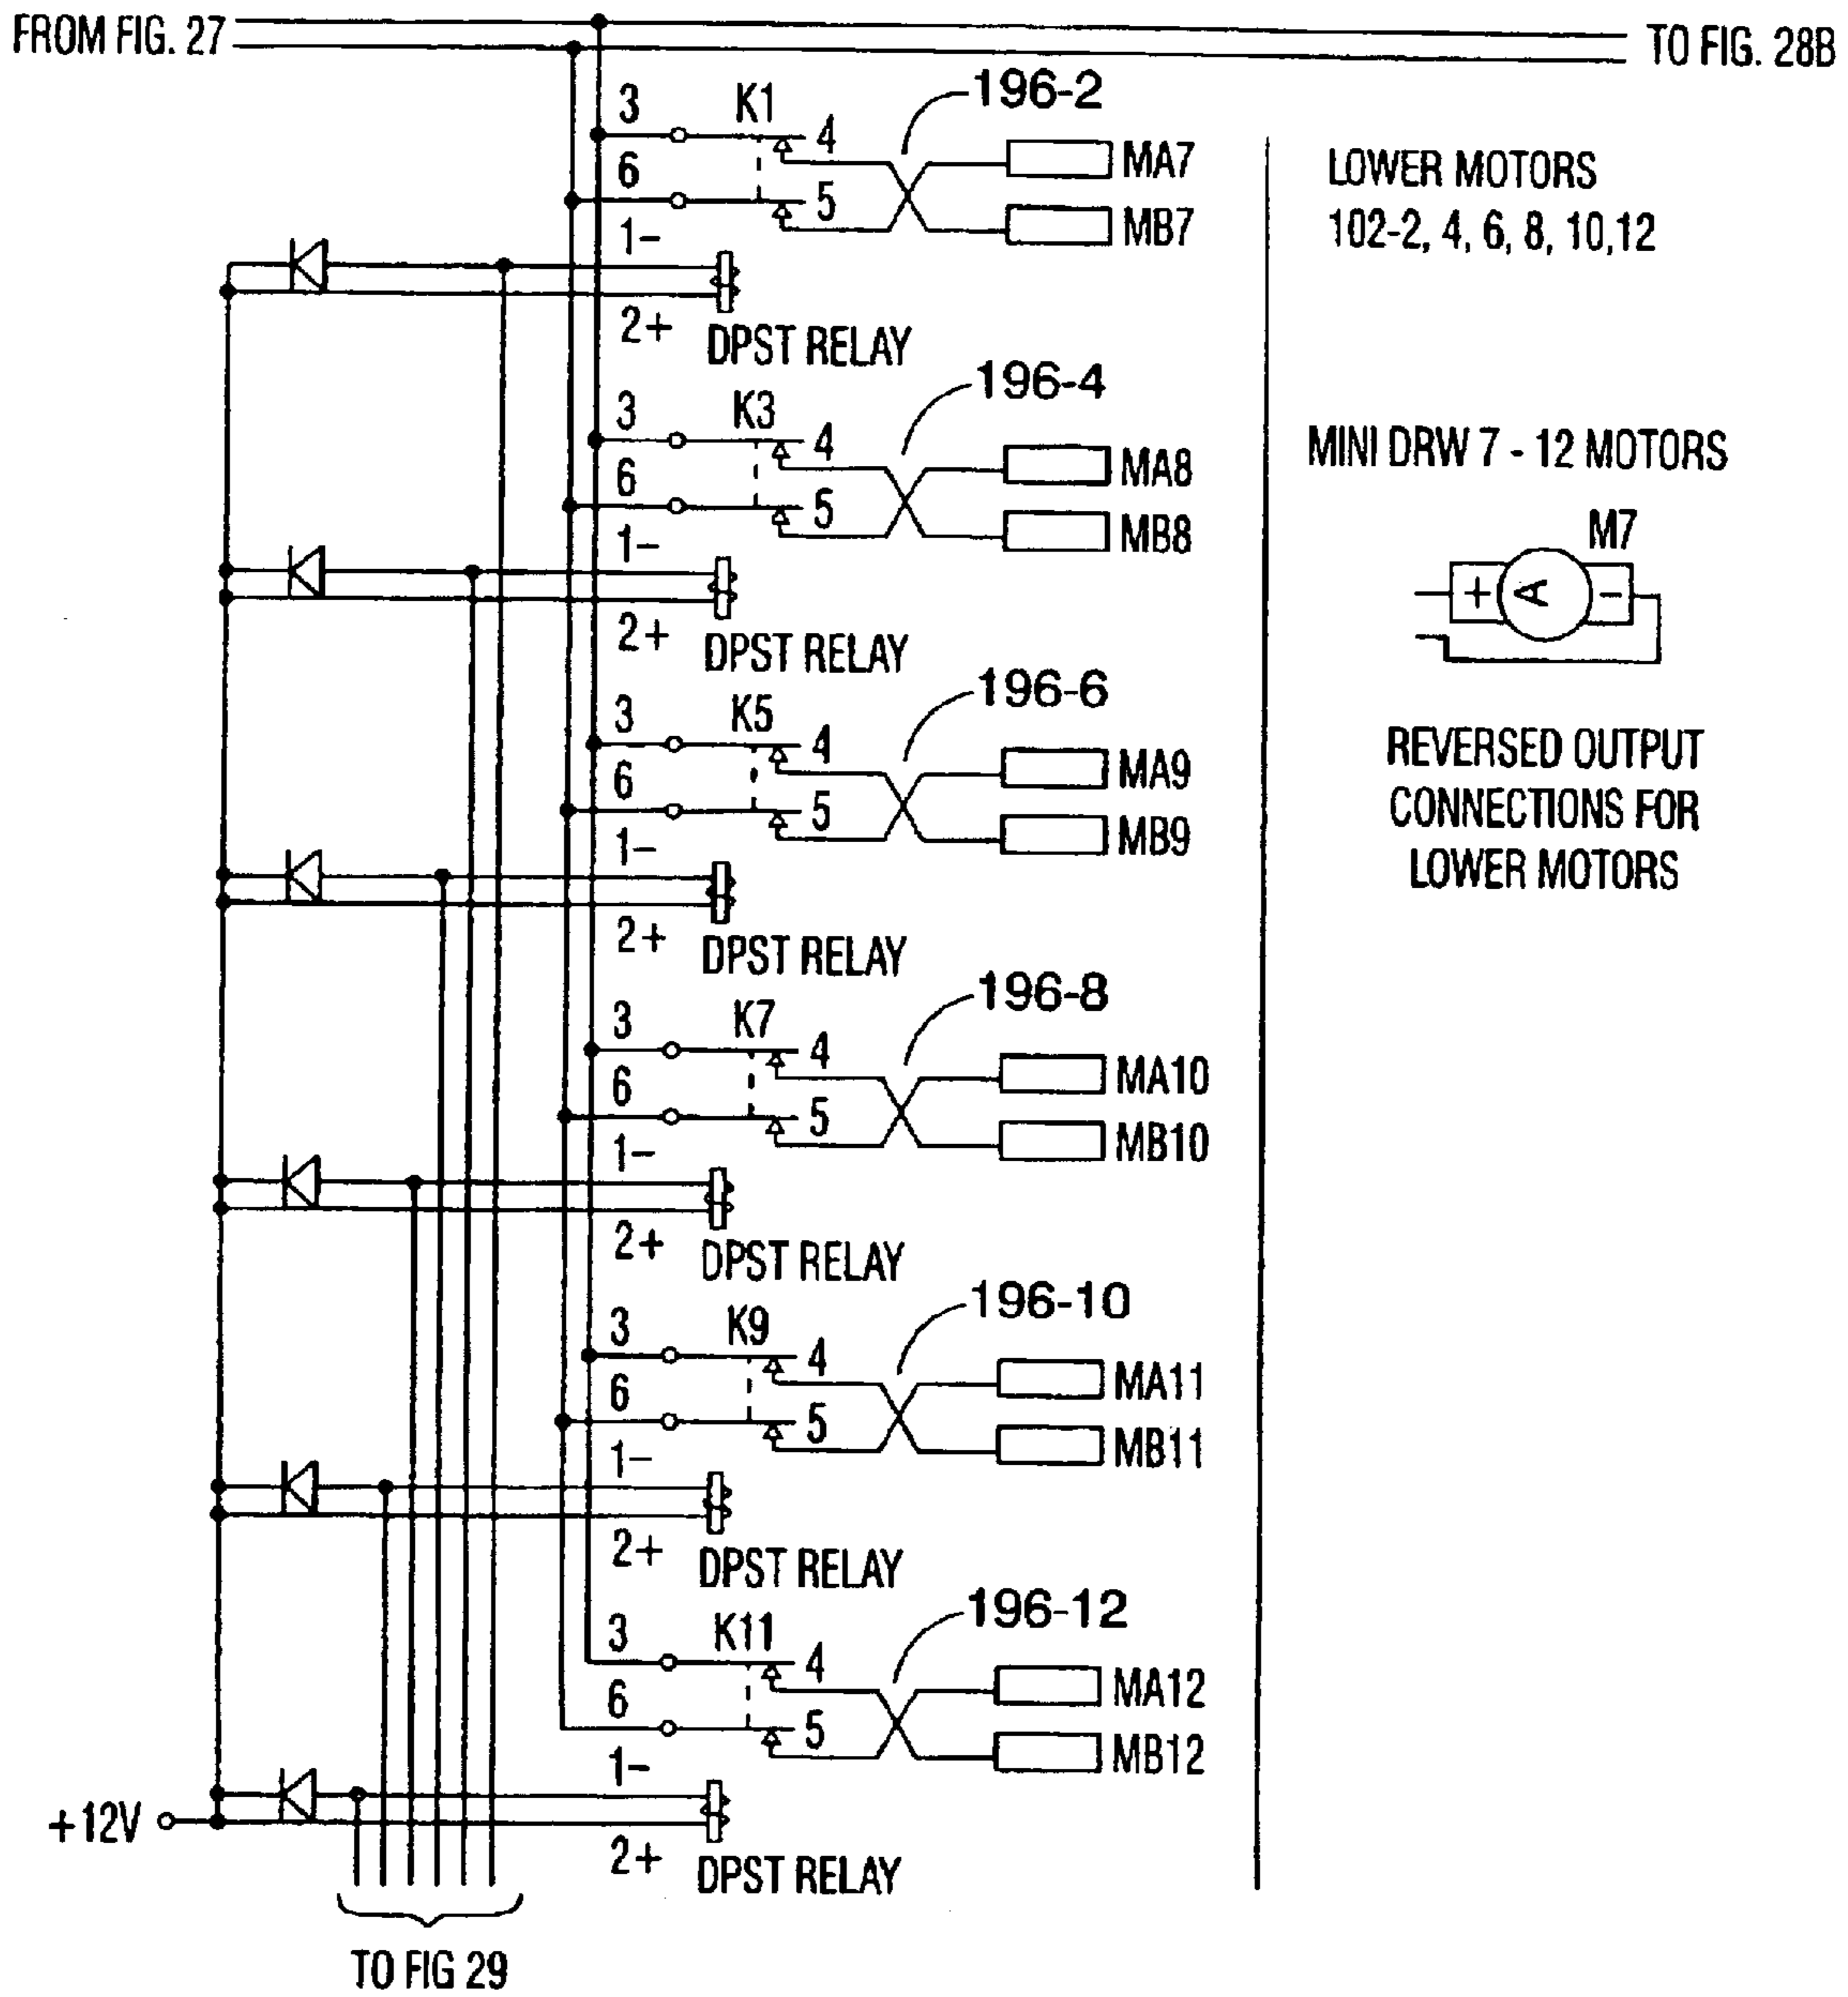 FROM FIG. 27
TO FIG. 28B
3 K1 4 196-2
6 5
MA7
MB7
1-
2+
DPST RELAY
3 K3 4 196-4
6 5
MA8
MB8
1-
2+
DPST RELAY
3 K5 4 196-6
6 5
MA9
MB9
1-
2+
DPST RELAY
3 K7 4 196-8
6 5
MA10
MB10
1-
2+
DPST RELAY
3 K9 4 196-10
6 5
MA11
MB11
1-
2+
DPST RELAY
3 K11 4 196-12
6 5
MA12
MB12
1-
2+
DPST RELAY
+12V
TO FIG 29
LOWER MOTORS
102-2, 4, 6, 8, 10,12
MINI DRW 7 - 12 MOTORS
M7
+ A −
REVERSED OUTPUT
CONNECTIONS FOR
LOWER MOTORS